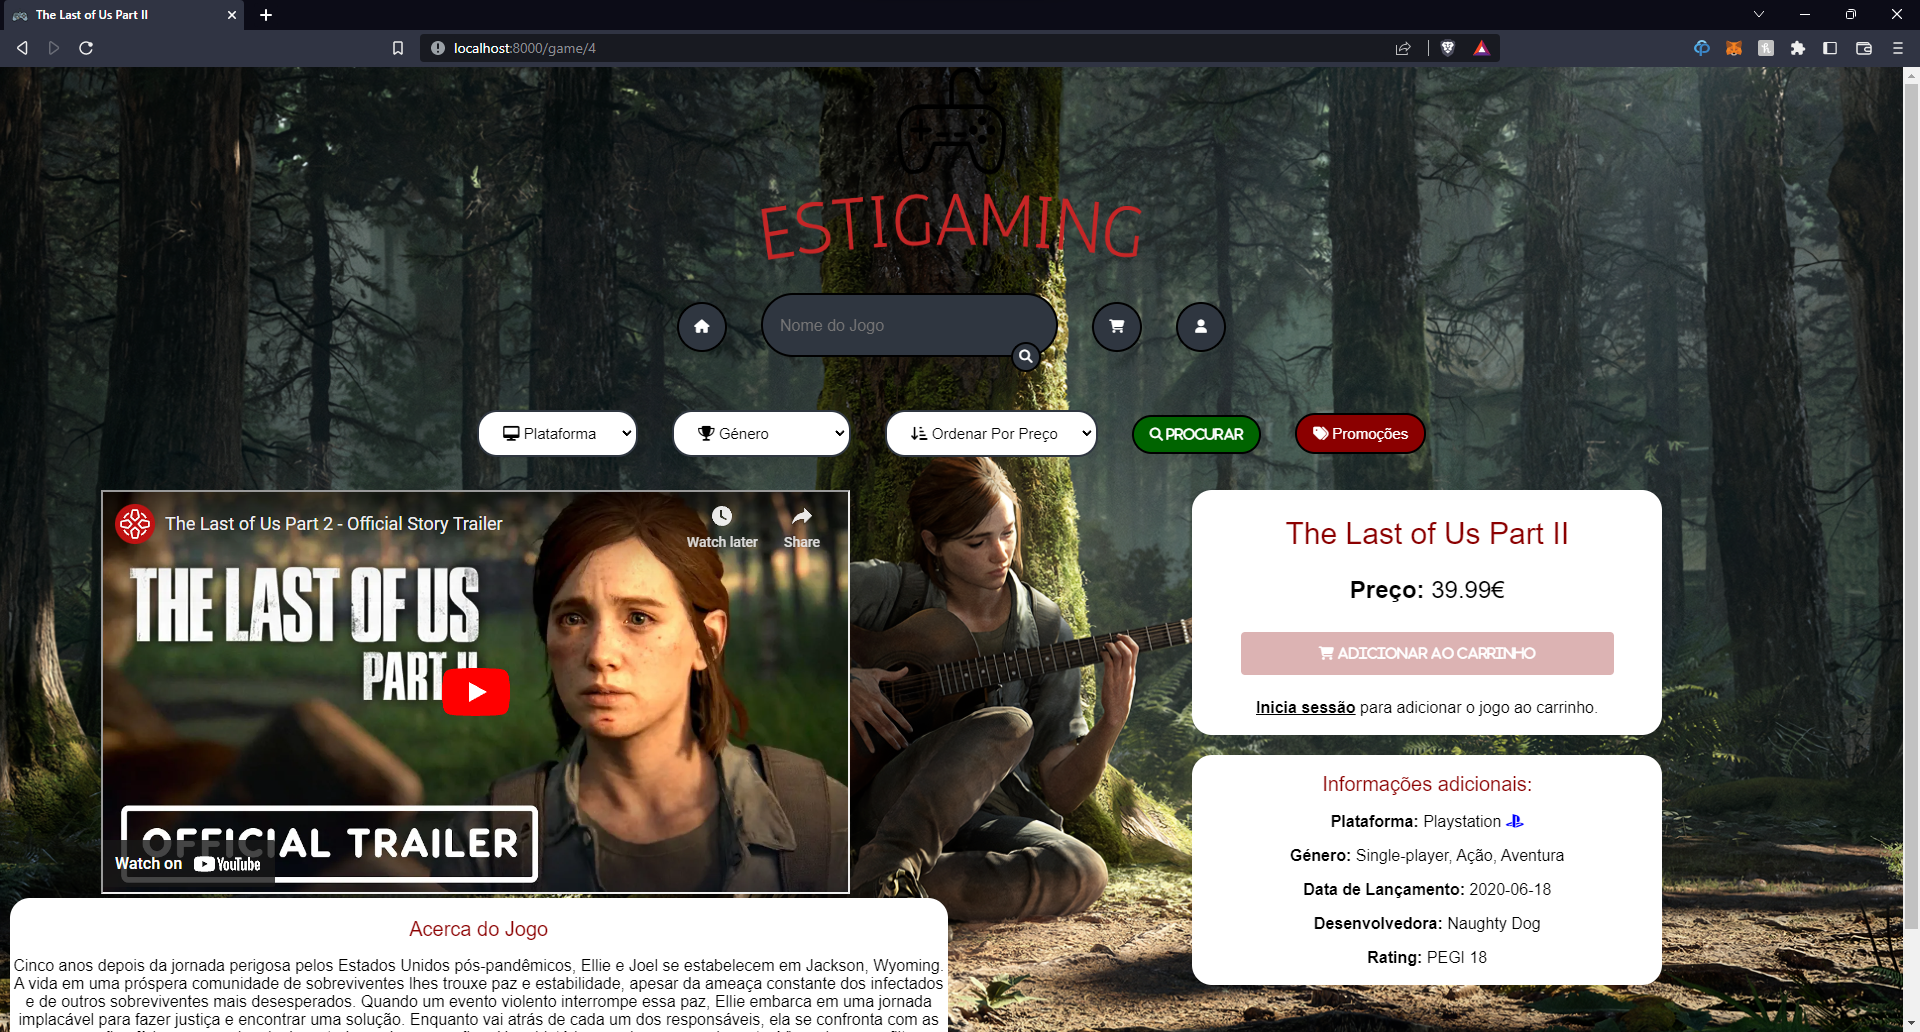 The Last of Us Part II
localhost:8000/game/4
ESTIGAMING
Nome do Jogo
Plataforma
Género
Ordenar Por Preço
PROCURAR
Promoções
The Last of Us Part 2 - Official Story Trailer
Watch later
Share
THE LAST OF US
PART II
OFFICIAL TRAILER
Watch on YouTube
The Last of Us Part II
Preço: 39.99€
ADICIONAR AO CARRINHO
Inicia sessão para adicionar o jogo ao carrinho.
Informações adicionais:
Plataforma: Playstation
Género: Single-player, Ação, Aventura
Data de Lançamento: 2020-06-18
Desenvolvedora: Naughty Dog
Rating: PEGI 18
Acerca do Jogo
Cinco anos depois da jornada perigosa pelos Estados Unidos pós-pandêmicos, Ellie e Joel se estabelecem em Jackson, Wyoming.
A vida em uma próspera comunidade de sobreviventes lhes trouxe paz e estabilidade, apesar da ameaça constante dos infectados
e de outros sobreviventes mais desesperados. Quando um evento violento interrompe essa paz, Ellie embarca em uma jornada
implacável para fazer justiça e encontrar uma solução. Enquanto vai atrás de cada um dos responsáveis, ela se confronta com as